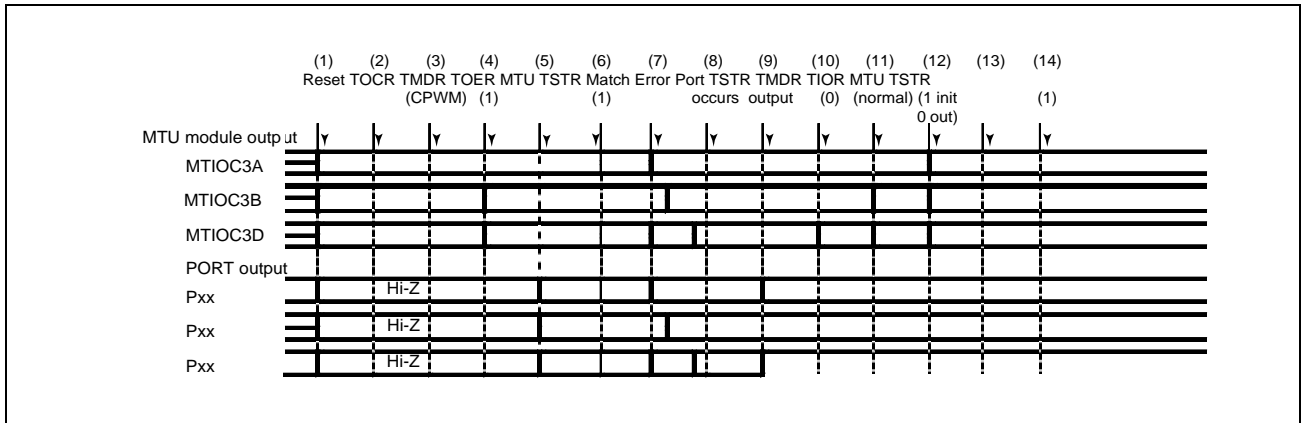 (1) (2) (3) (4) (5) (6) (7) (8) (9) (10) (11) (12) (13) (14)
Reset TOCR TMDR TOER MTU TSTR Match Error Port TSTR TMDR TIOR MTU TSTR
(CPWM) (1) (1) occurs output (0) (normal) (1 init (1)
0 out)
MTU module output
MTIOC3A
MTIOC3B
MTIOC3D
PORT output
Pxx Hi-Z
Pxx Hi-Z
Pxx Hi-Z